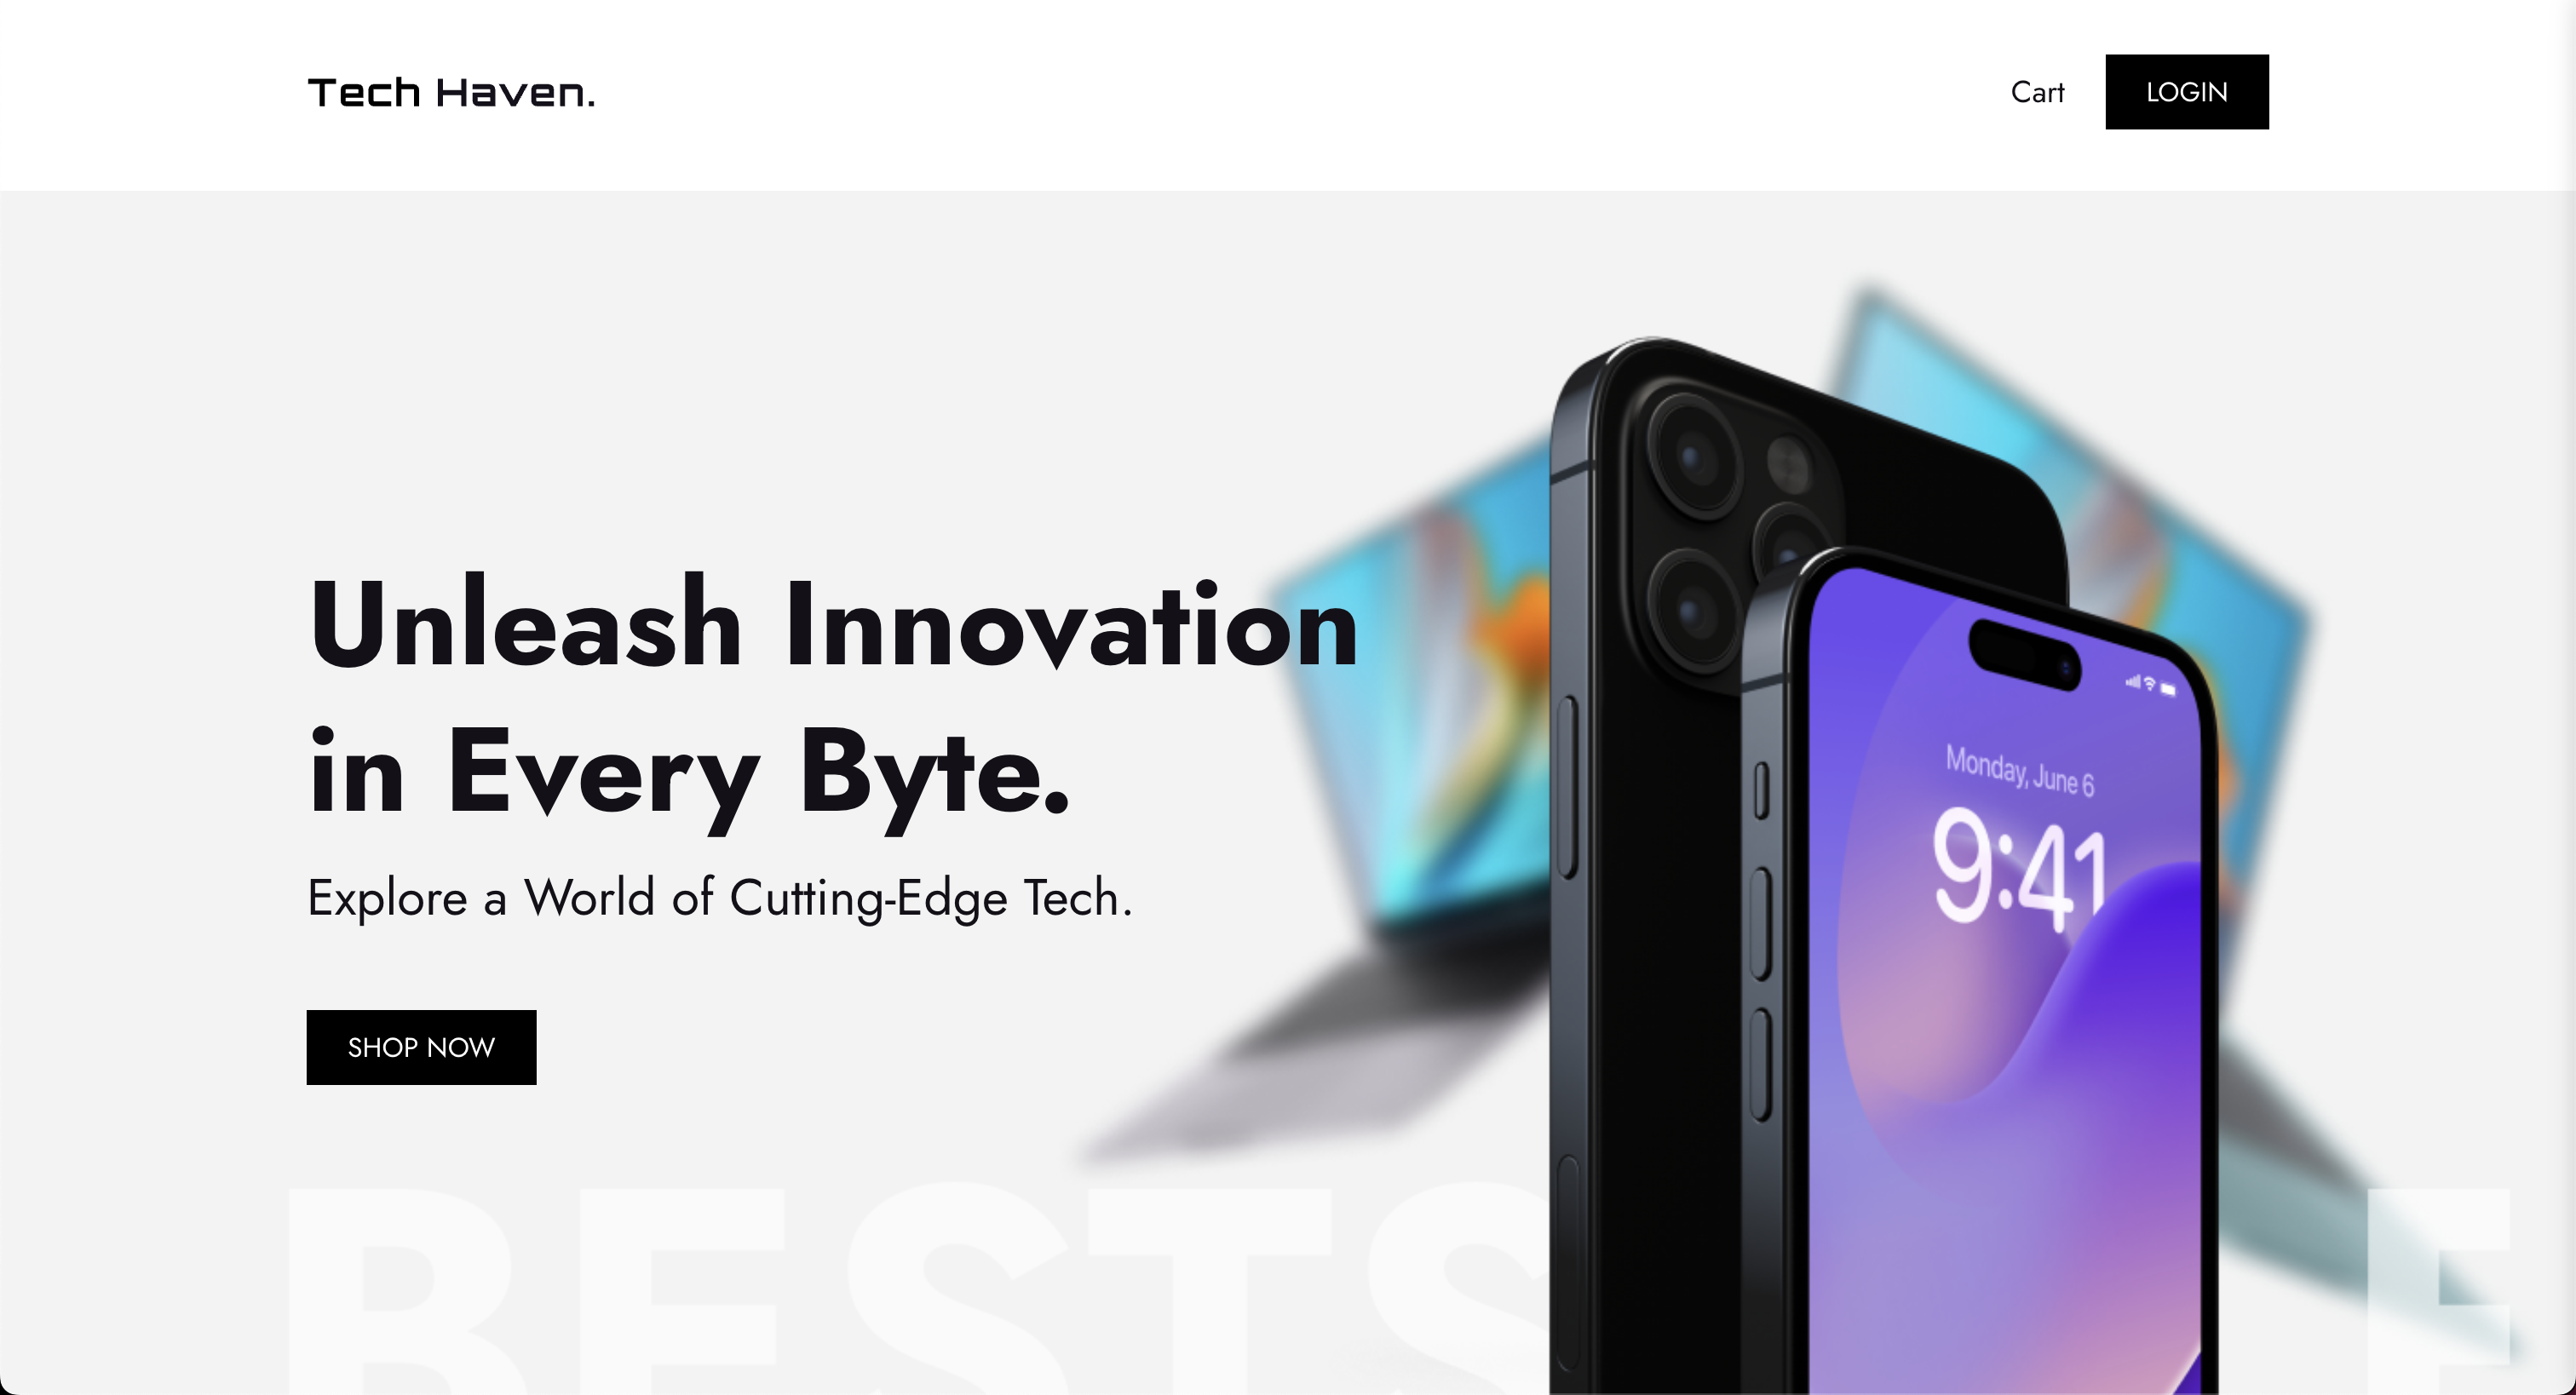 Tech Haven.
Cart
LOGIN
Unleash Innovation
in Every Byte.
Explore a World of Cutting-Edge Tech.
SHOP NOW
Monday, June 6
9:41